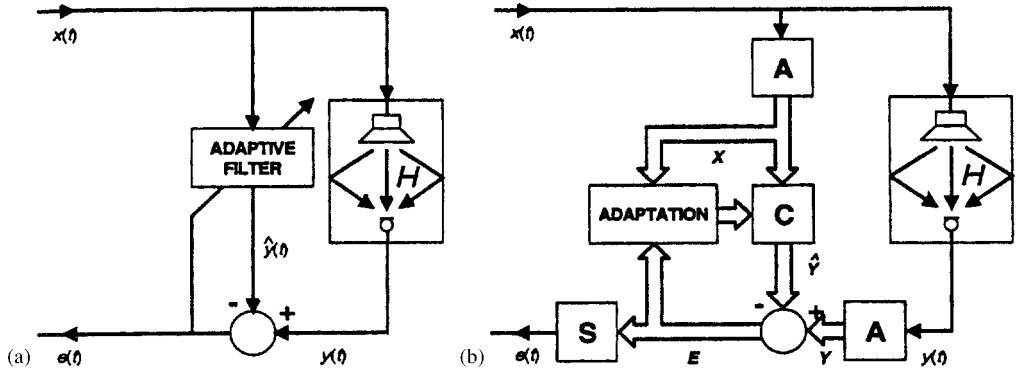 x(t)
ADAPTIVE
FILTER
H
ŷ(t)
-
+
(a)
e(t)
y(t)
x(t)
A
X
ADAPTATION
C
H
Ŷ
-
+
S
A
(b)
e(t)
E
Y
y(t)